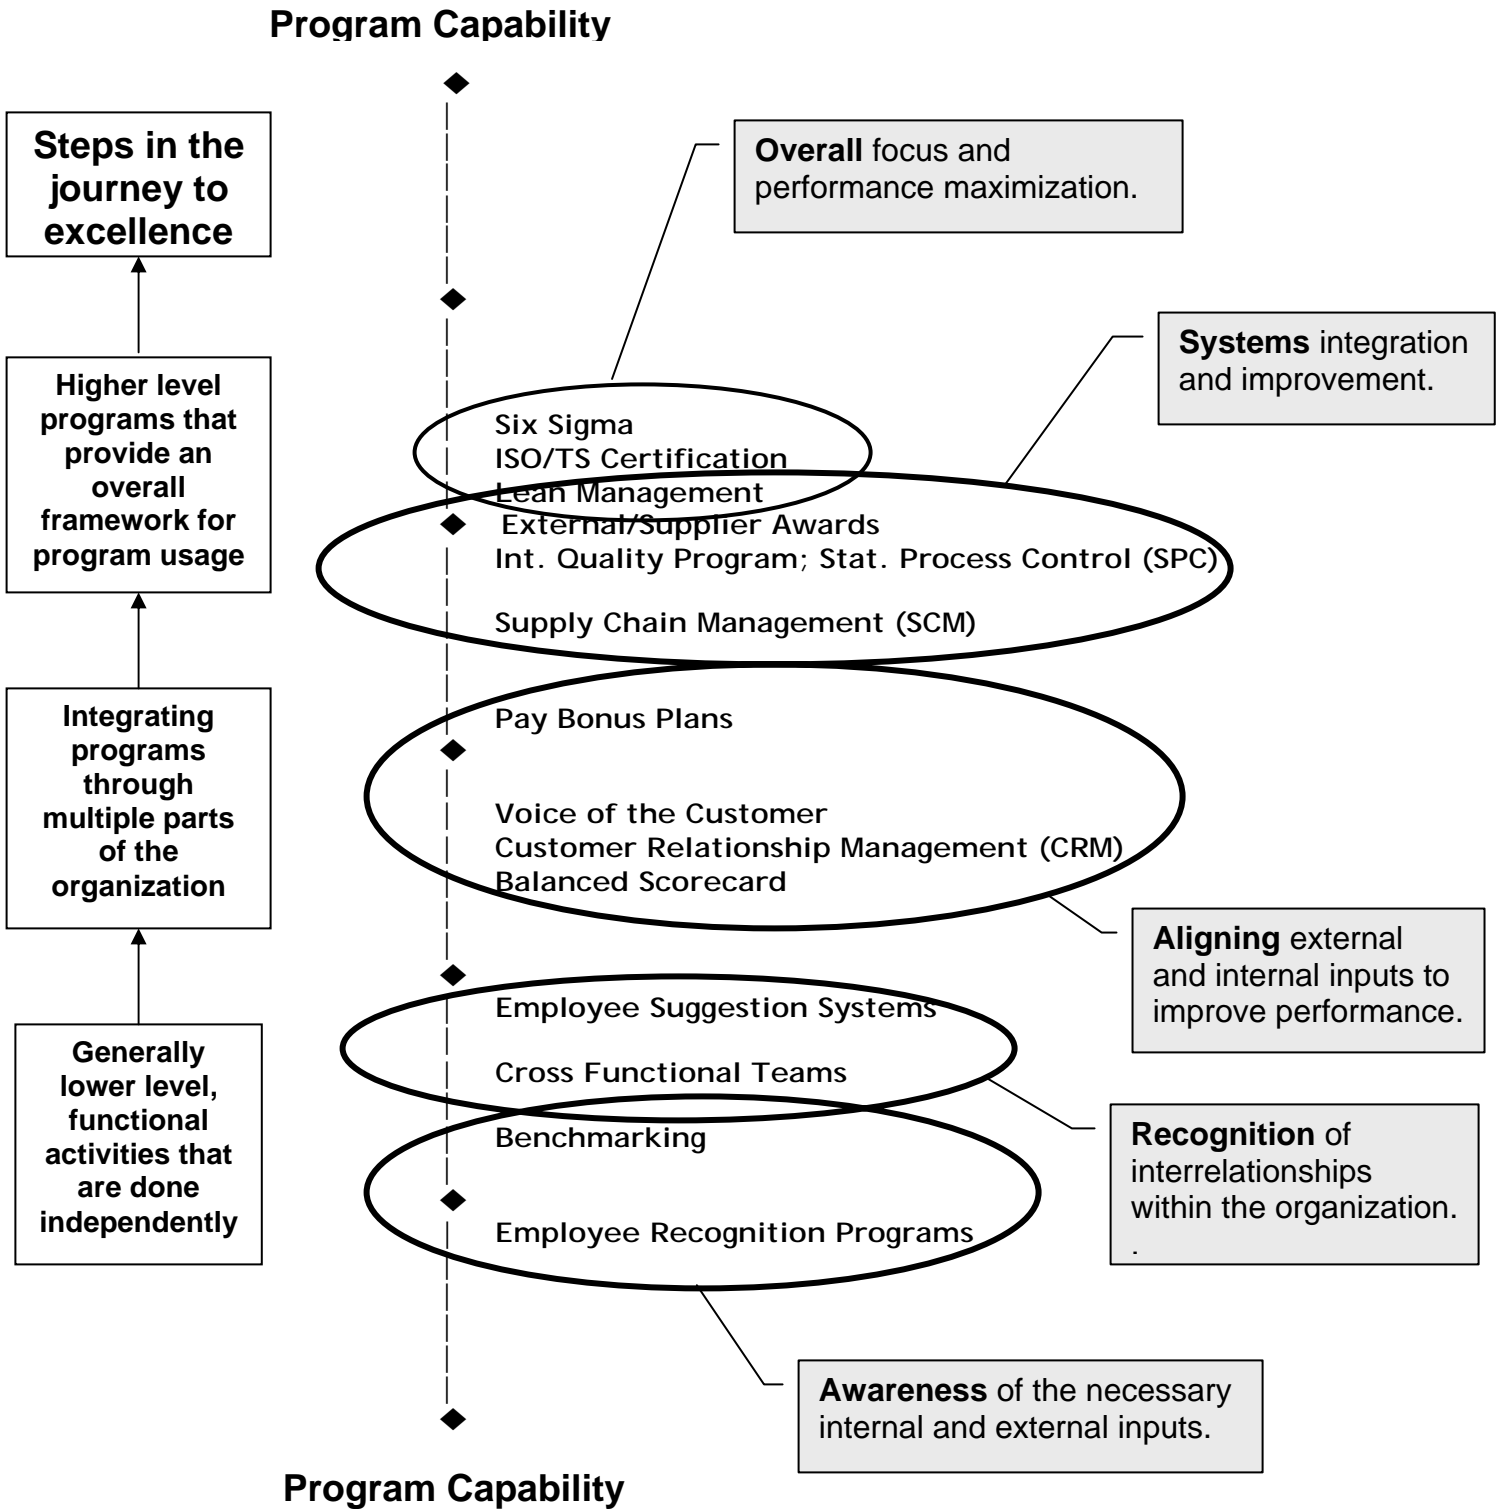 Program Capability
Steps in the
journey to
excellence
Higher level
programs that
provide an
overall
framework for
program usage
Integrating
programs
through
multiple parts
of the
organization
Generally
lower level,
functional
activities that
are done
independently
Overall focus and
performance maximization.
Systems integration
and improvement.
Six Sigma
ISO/TS Certification
Lean Management
External/Supplier Awards
Int. Quality Program; Stat. Process Control (SPC)
Supply Chain Management (SCM)
Pay Bonus Plans
Voice of the Customer
Customer Relationship Management (CRM)
Balanced Scorecard
Aligning external
and internal inputs to
improve performance.
Employee Suggestion Systems
Cross Functional Teams
Benchmarking
Employee Recognition Programs
Recognition of
interrelationships
within the organization.
.
Awareness of the necessary
internal and external inputs.
Program Capability